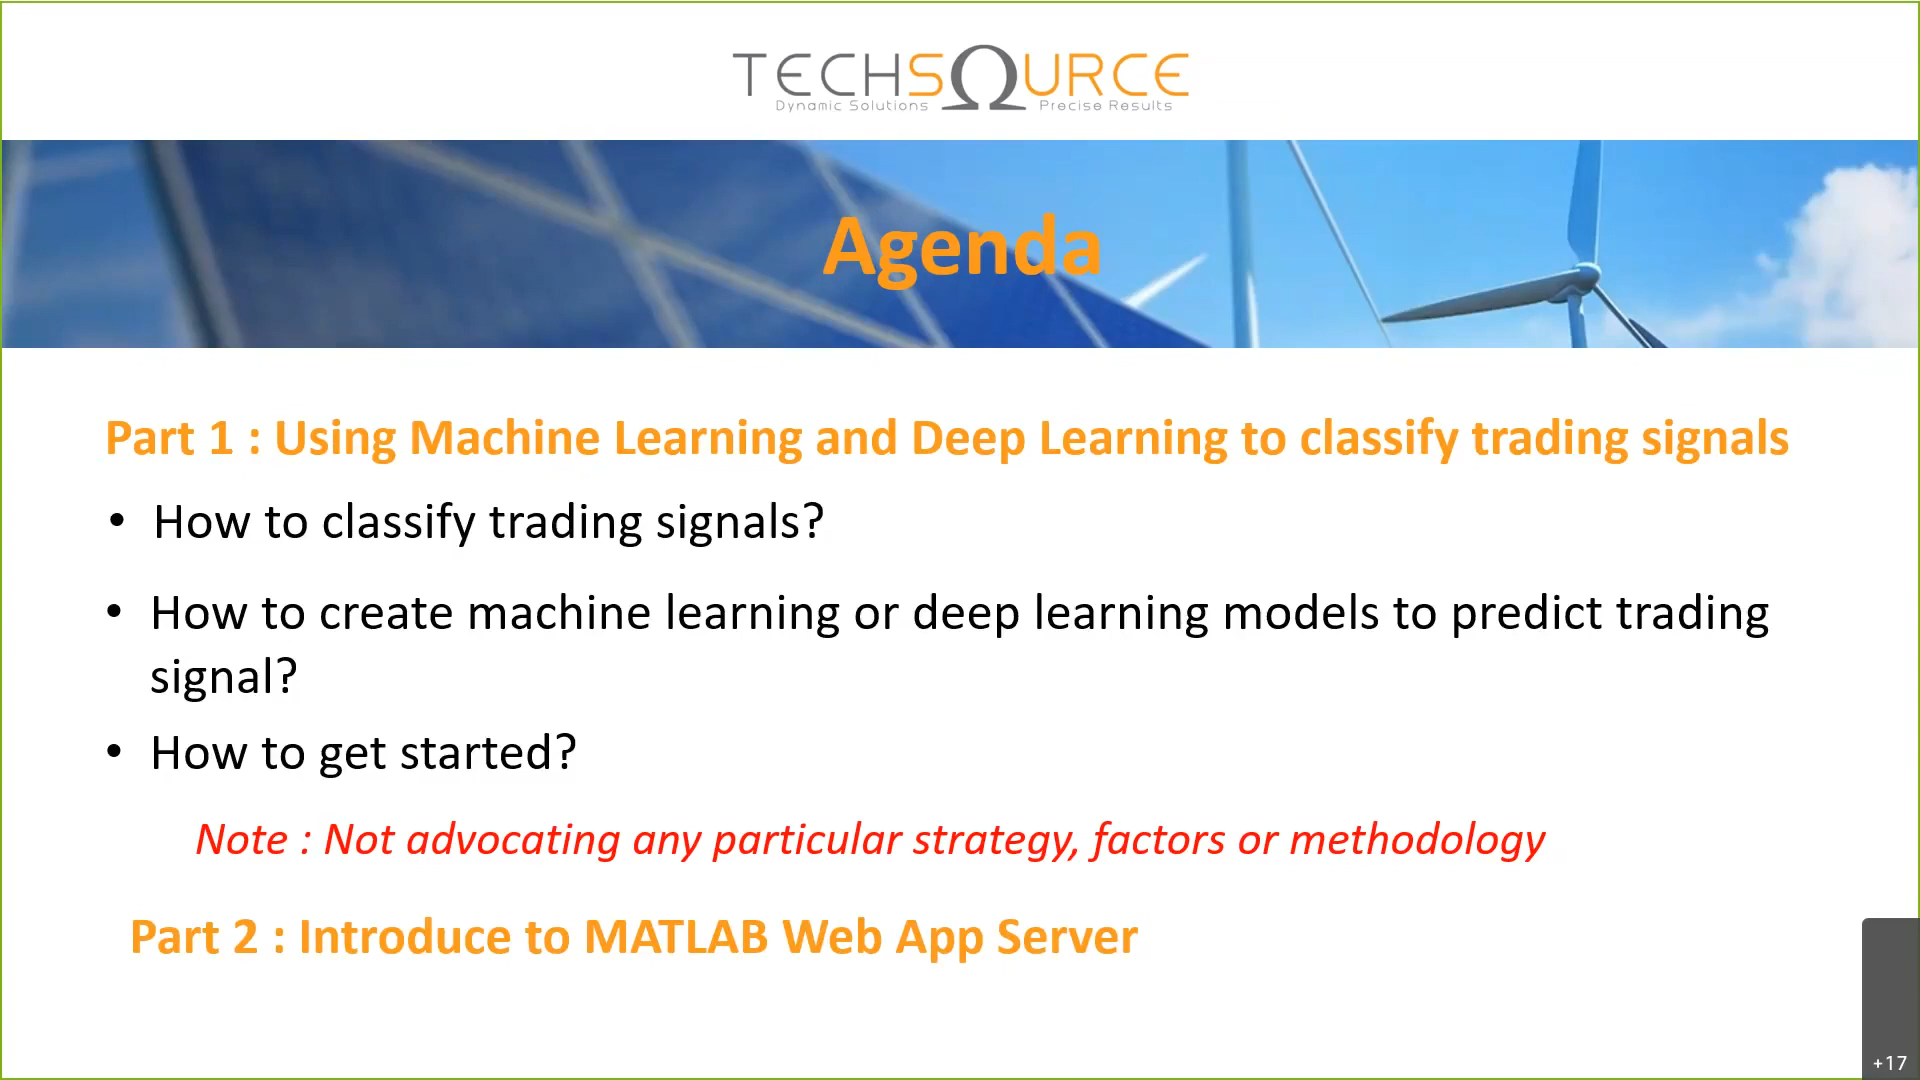 TECHSΩURCE
Dynamic Solutions Precise Results
Agenda
Part 1 : Using Machine Learning and Deep Learning to classify trading signals
• How to classify trading signals?
• How to create machine learning or deep learning models to predict trading
signal?
• How to get started?
Note : Not advocating any particular strategy, factors or methodology
Part 2 : Introduce to MATLAB Web App Server
+17